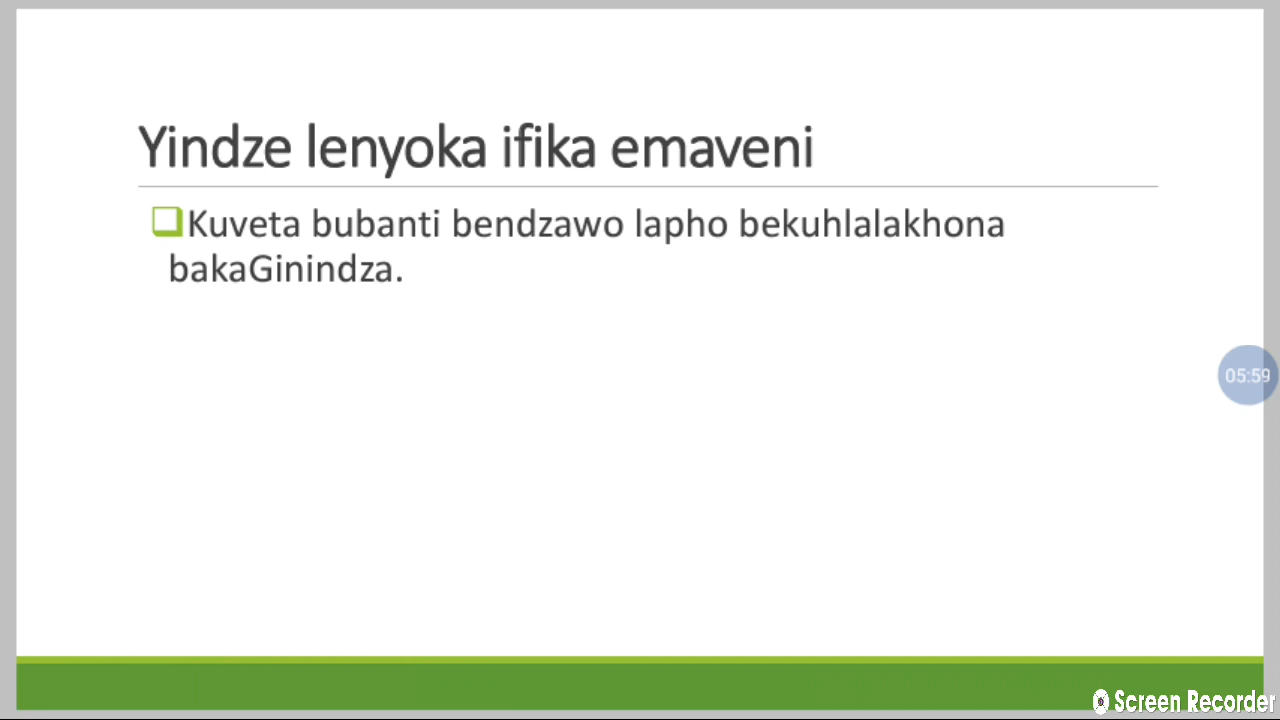 Yindze lenyoka ifika emaveni
Kuveta bubanti bendzawo lapho bekuhlalakhona
bakaGinindza.
05:59
Screen Recorder